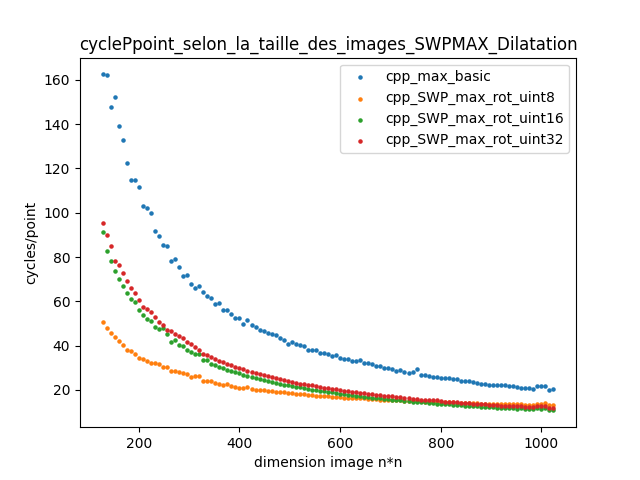 cyclePpoint_selon_la_taille_des_images_SWPMAX_Dilatation
cpp_max_basic
cpp_SWP_max_rot_uint8
cpp_SWP_max_rot_uint16
cpp_SWP_max_rot_uint32
cycles/point
160
140
120
100
80
60
40
20
200
400
600
800
1000
dimension image n*n